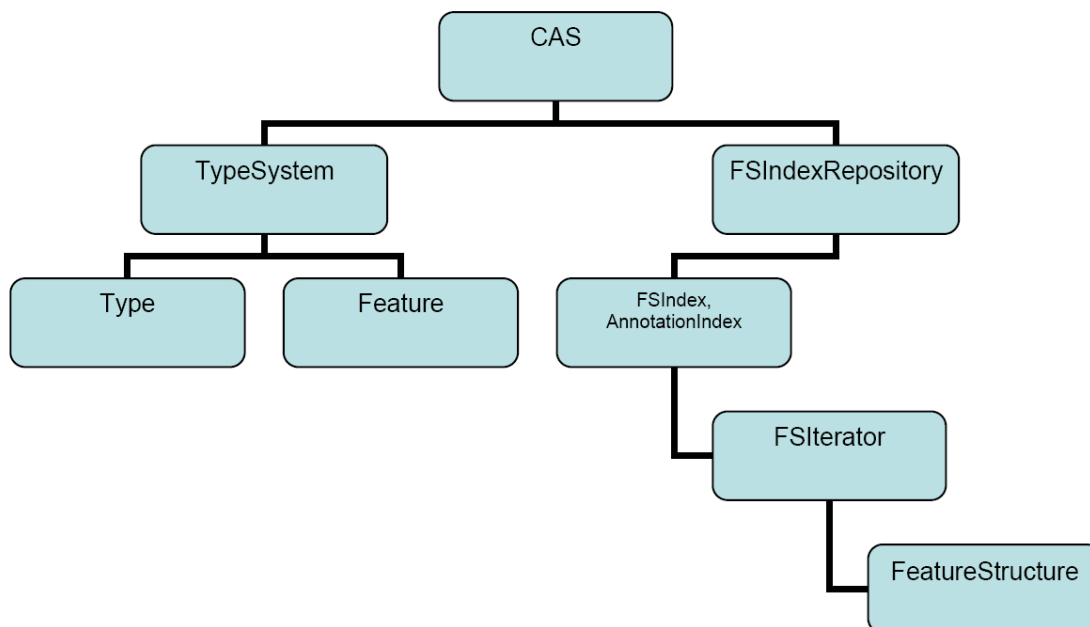 CAS
TypeSystem
FSIndexRepository
Type
Feature
FSIndex,
AnnotationIndex
FSIterator
FeatureStructure